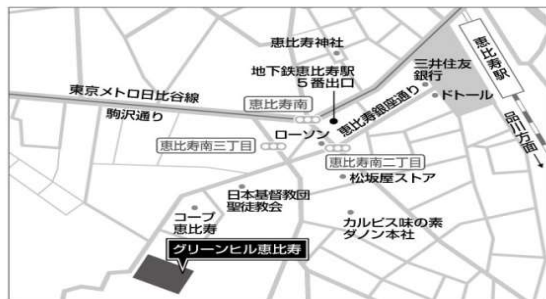 恵比寿神社
恵比寿駅
三井住友
銀行
ドトール
地下鉄恵比寿駅
5番出口
東京メトロ日比谷線
恵比寿南
恵比寿銀座通り
駒沢通り
品川方面
ローソン
恵比寿南三丁目
恵比寿南二丁目
松坂屋ストア
日本基督教団
聖徒教会
コープ
恵比寿
カルピス味の素
ダノン本社
グリーンヒル恵比寿